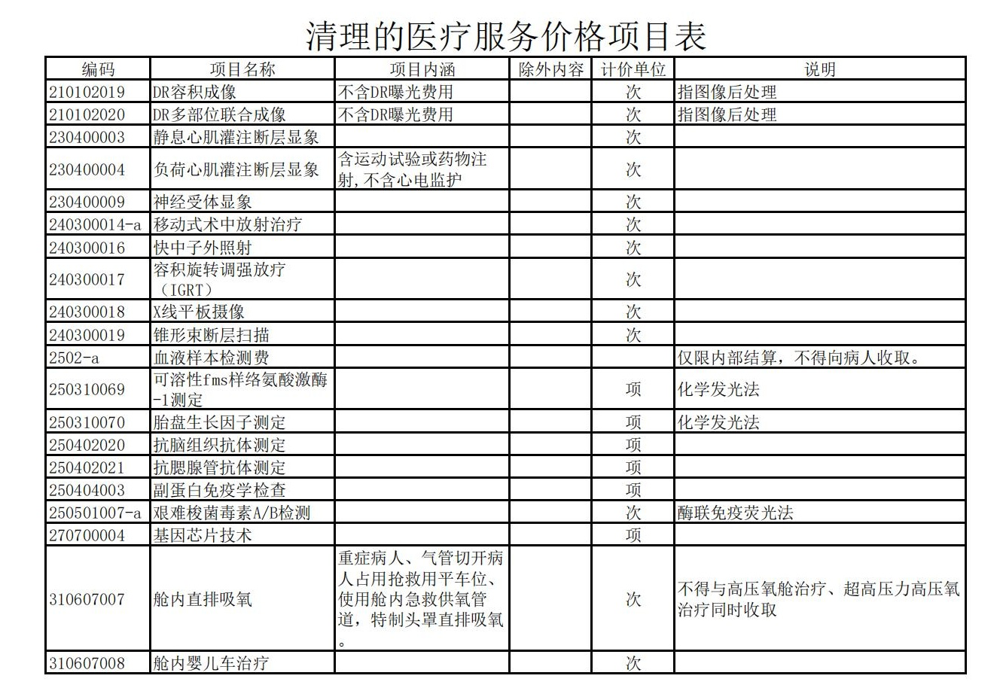 清理的医疗服务价格项目表
编码 项目名称 项目内涵 除外内容 计价单位 说明
210102019 DR容积成像 不含DR曝光费用 次 指图像后处理
210102020 DR多部位联合成像 不含DR曝光费用 次 指图像后处理
230400003 静息心肌灌注断层显象 次
230400004 负荷心肌灌注断层显象 含运动试验或药物注
射,不含心电监护 次
230400009 神经受体显象 次
240300014-a 移动式术中放射治疗 次
240300016 快中子外照射 次
240300017 容积旋转调强放疗
（IGRT） 次
240300018 X线平板摄像 次
240300019 锥形束断层扫描 次
2502-a 血液样本检测费 仅限内部结算，不得向病人收取。
250310069 可溶性fms样络氨酸激酶
-1测定 项 化学发光法
250310070 胎盘生长因子测定 项 化学发光法
250402020 抗脑组织抗体测定 项
250402021 抗腮腺管抗体测定 项
250404003 副蛋白免疫学检查 项
250501007-a 艰难梭菌毒素A/B检测 次 酶联免疫荧光法
270700004 基因芯片技术 项
310607007 舱内直排吸氧 重症病人、气管切开病
人占用抢救用平车位、
使用舱内急救供氧管
道，特制头罩直排吸氧
。 次 不得与高压氧舱治疗、超高压力高压氧
治疗同时收取
310607008 舱内婴儿车治疗 次